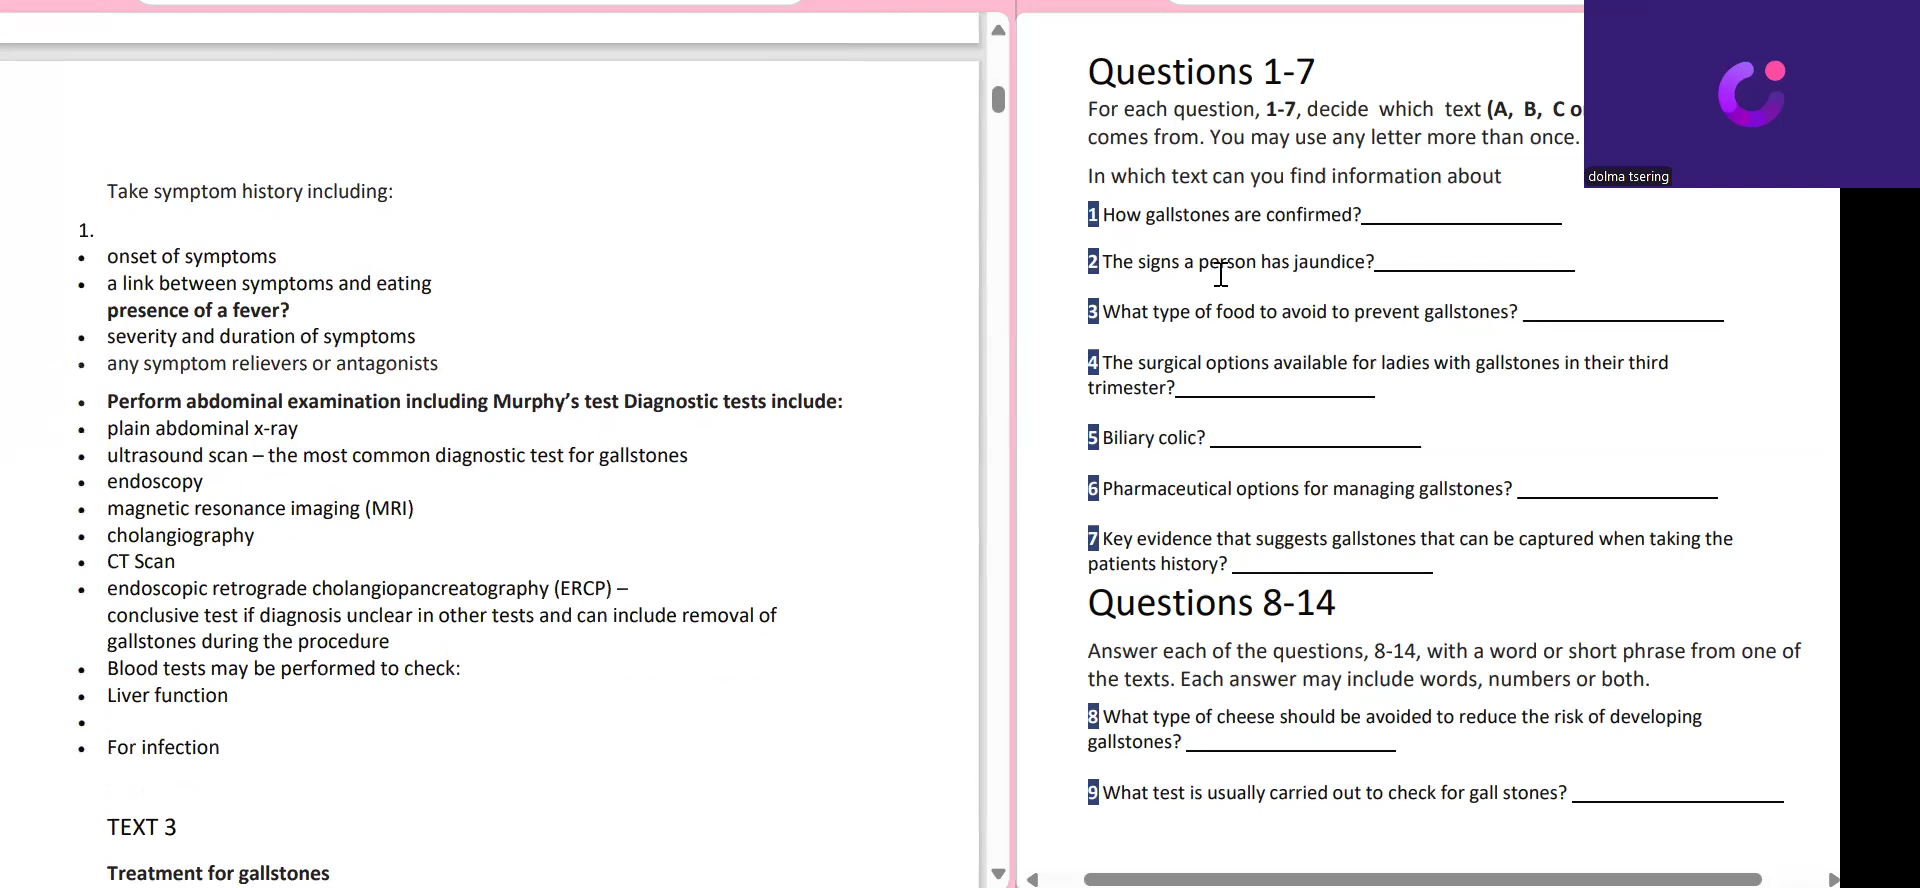 Take symptom history including:
1.
• onset of symptoms
• a link between symptoms and eating
presence of a fever?
• severity and duration of symptoms
• any symptom relievers or antagonists
• Perform abdominal examination including Murphy’s test Diagnostic tests include:
• plain abdominal x-ray
• ultrasound scan – the most common diagnostic test for gallstones
• endoscopy
• magnetic resonance imaging (MRI)
• cholangiography
• CT Scan
• endoscopic retrograde cholangiopancreatography (ERCP) –
conclusive test if diagnosis unclear in other tests and can include removal of
gallstones during the procedure
• Blood tests may be performed to check:
• Liver function
•
• For infection
TEXT 3
Treatment for gallstones
Questions 1-7
For each question, 1-7, decide which text (A, B, C o
comes from. You may use any letter more than once.
In which text can you find information about
1 How gallstones are confirmed?
2 The signs a person has jaundice?
3 What type of food to avoid to prevent gallstones?
4 The surgical options available for ladies with gallstones in their third
trimester?
5 Biliary colic?
6 Pharmaceutical options for managing gallstones?
7 Key evidence that suggests gallstones that can be captured when taking the
patients history?
Questions 8-14
Answer each of the questions, 8-14, with a word or short phrase from one of
the texts. Each answer may include words, numbers or both.
8 What type of cheese should be avoided to reduce the risk of developing
gallstones?
9 What test is usually carried out to check for gall stones?
dolma tsering